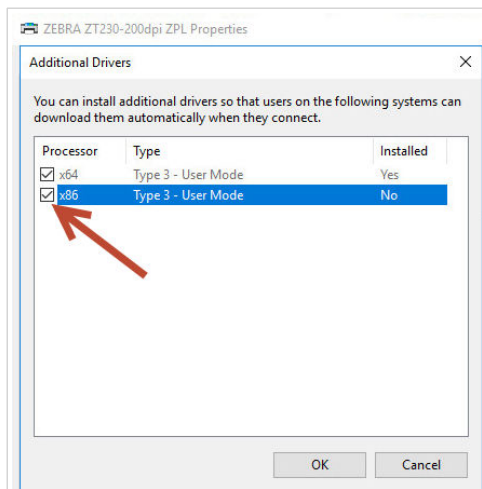 ZEBRA ZT230-200dpi ZPL Properties
Additional Drivers
You can install additional drivers so that users on the following systems can
download them automatically when they connect.
Processor Type Installed
x64 Type 3 - User Mode Yes
x86 Type 3 - User Mode No
OK Cancel